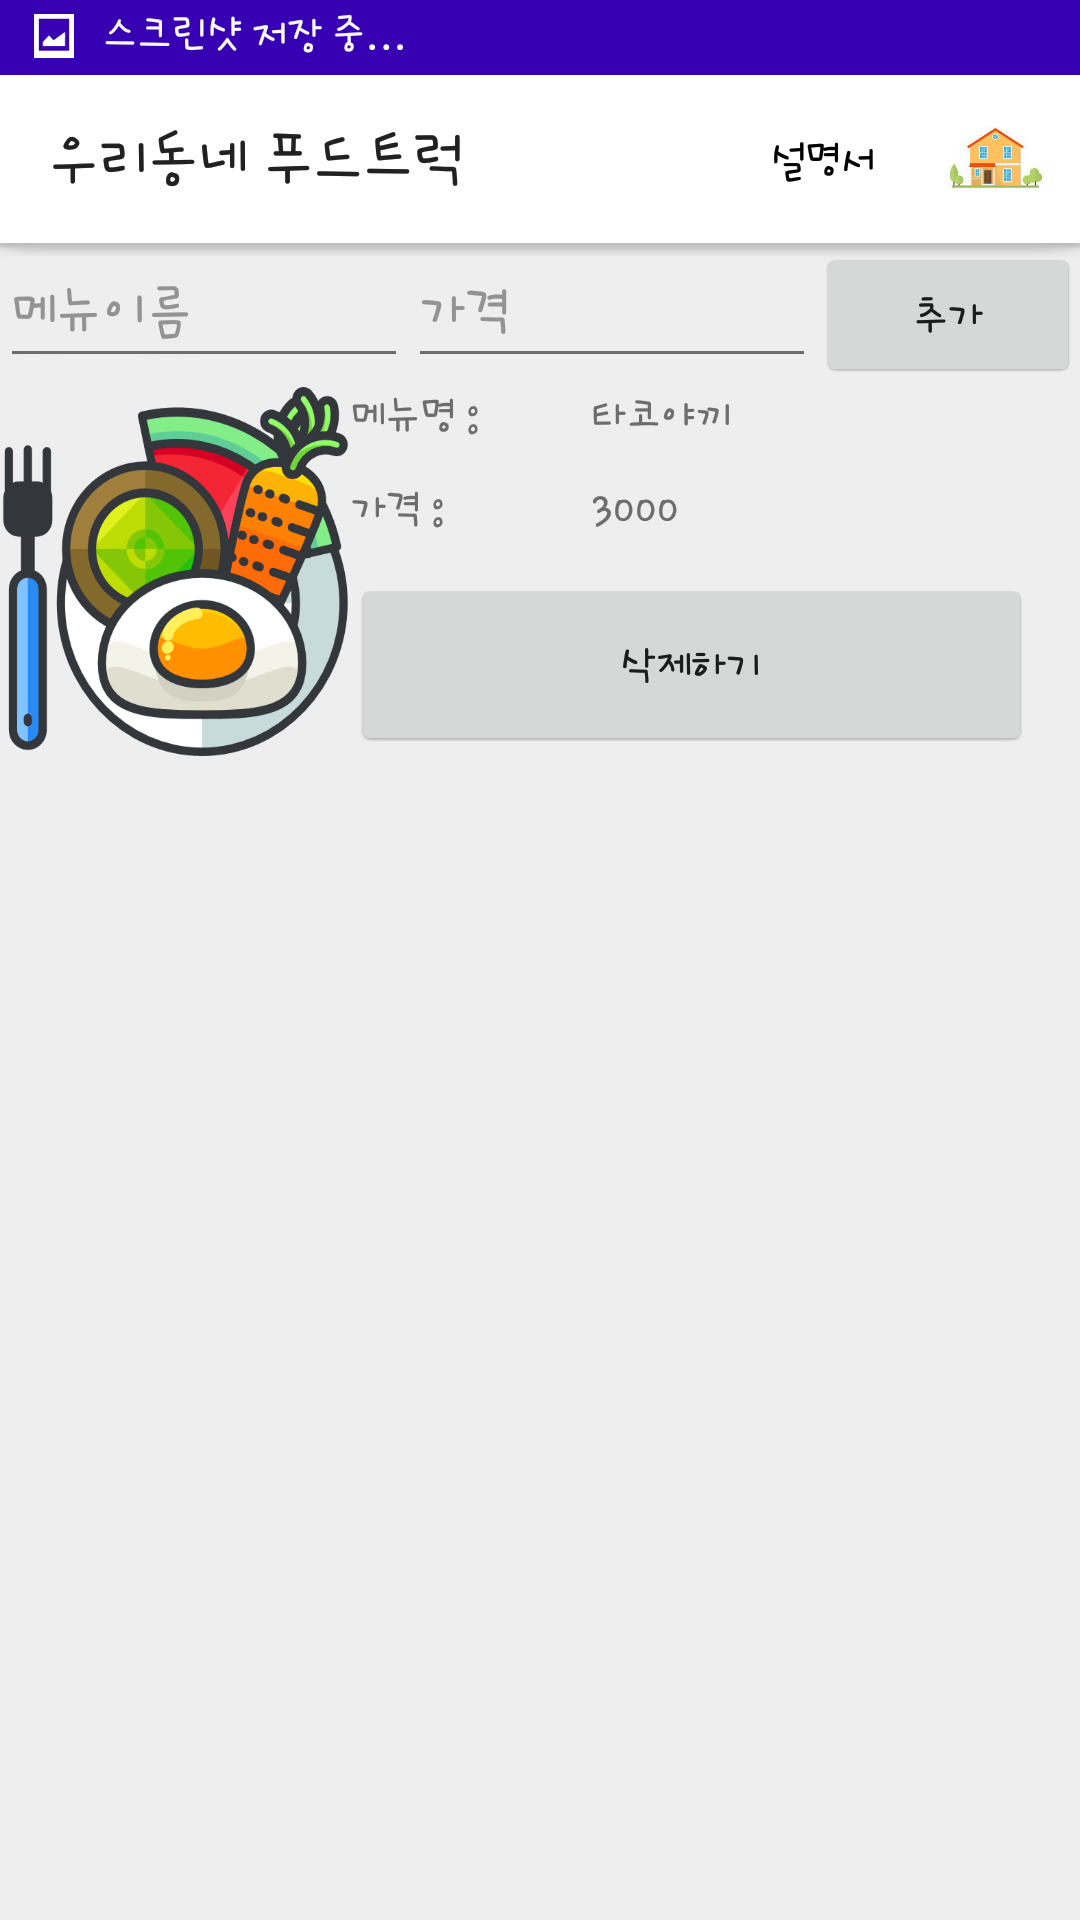 스크린샷 저장 중...
우리동네 푸드트럭 설명서
메뉴이름 가격 추가
메뉴명 : 타코야끼
가격 : 3000
삭제하기